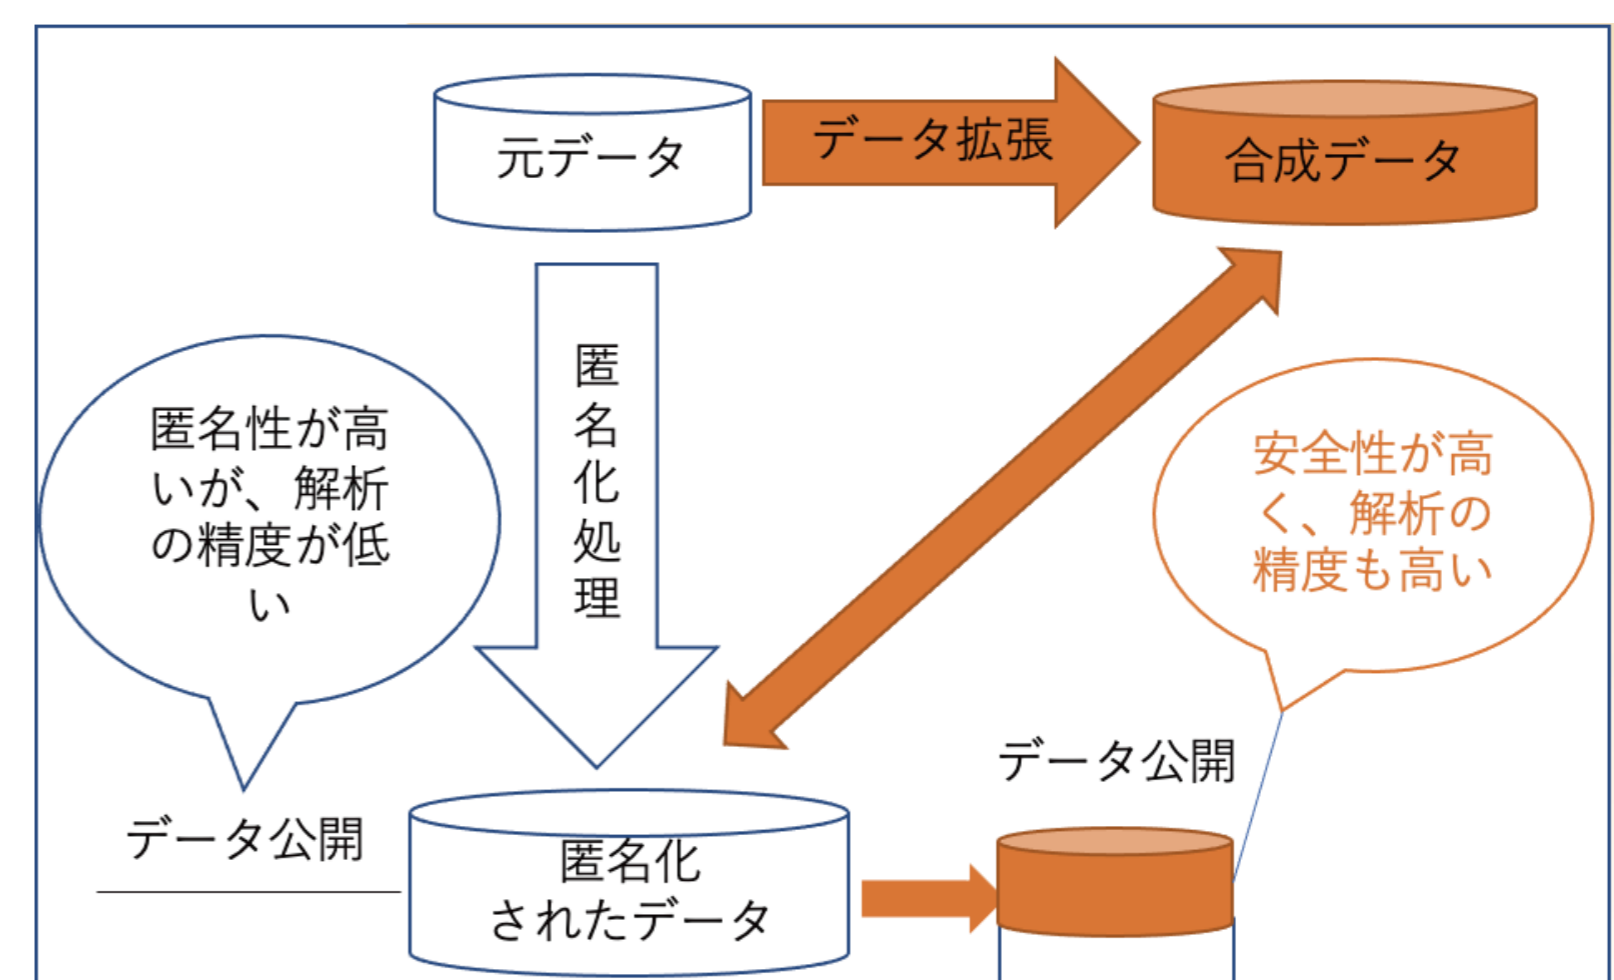 元データ
データ拡張
合成データ
匿名化処理
匿名性が高
いが、解析
の精度が低
い
安全性が高
く、解析の
精度も高い
データ公開
データ公開
匿名化
されたデータ